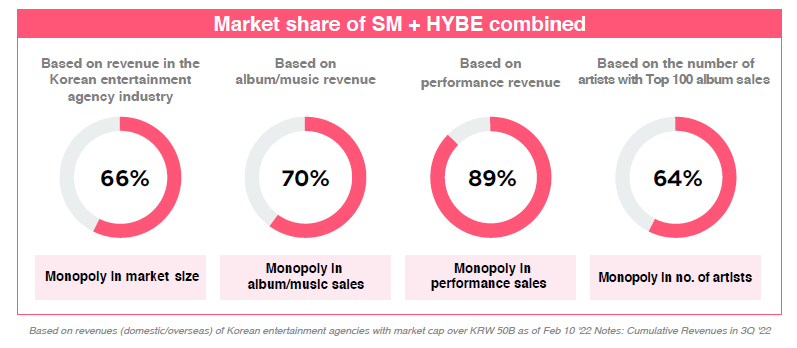 Market share of SM + HYBE combined
Based on revenue in the
Korean entertainment
agency industry
66%
Monopoly in market size
Based on
album/music revenue
70%
Monopoly in
album/music sales
Based on
performance revenue
89%
Monopoly in
performance sales
Based on the number of
artists with Top 100 album sales
64%
Monopoly in no. of artists
Based on revenues (domestic/overseas) of Korean entertainment agencies with market cap over KRW 50B as of Feb 10 '22 Notes: Cumulative Revenues in 3Q '22